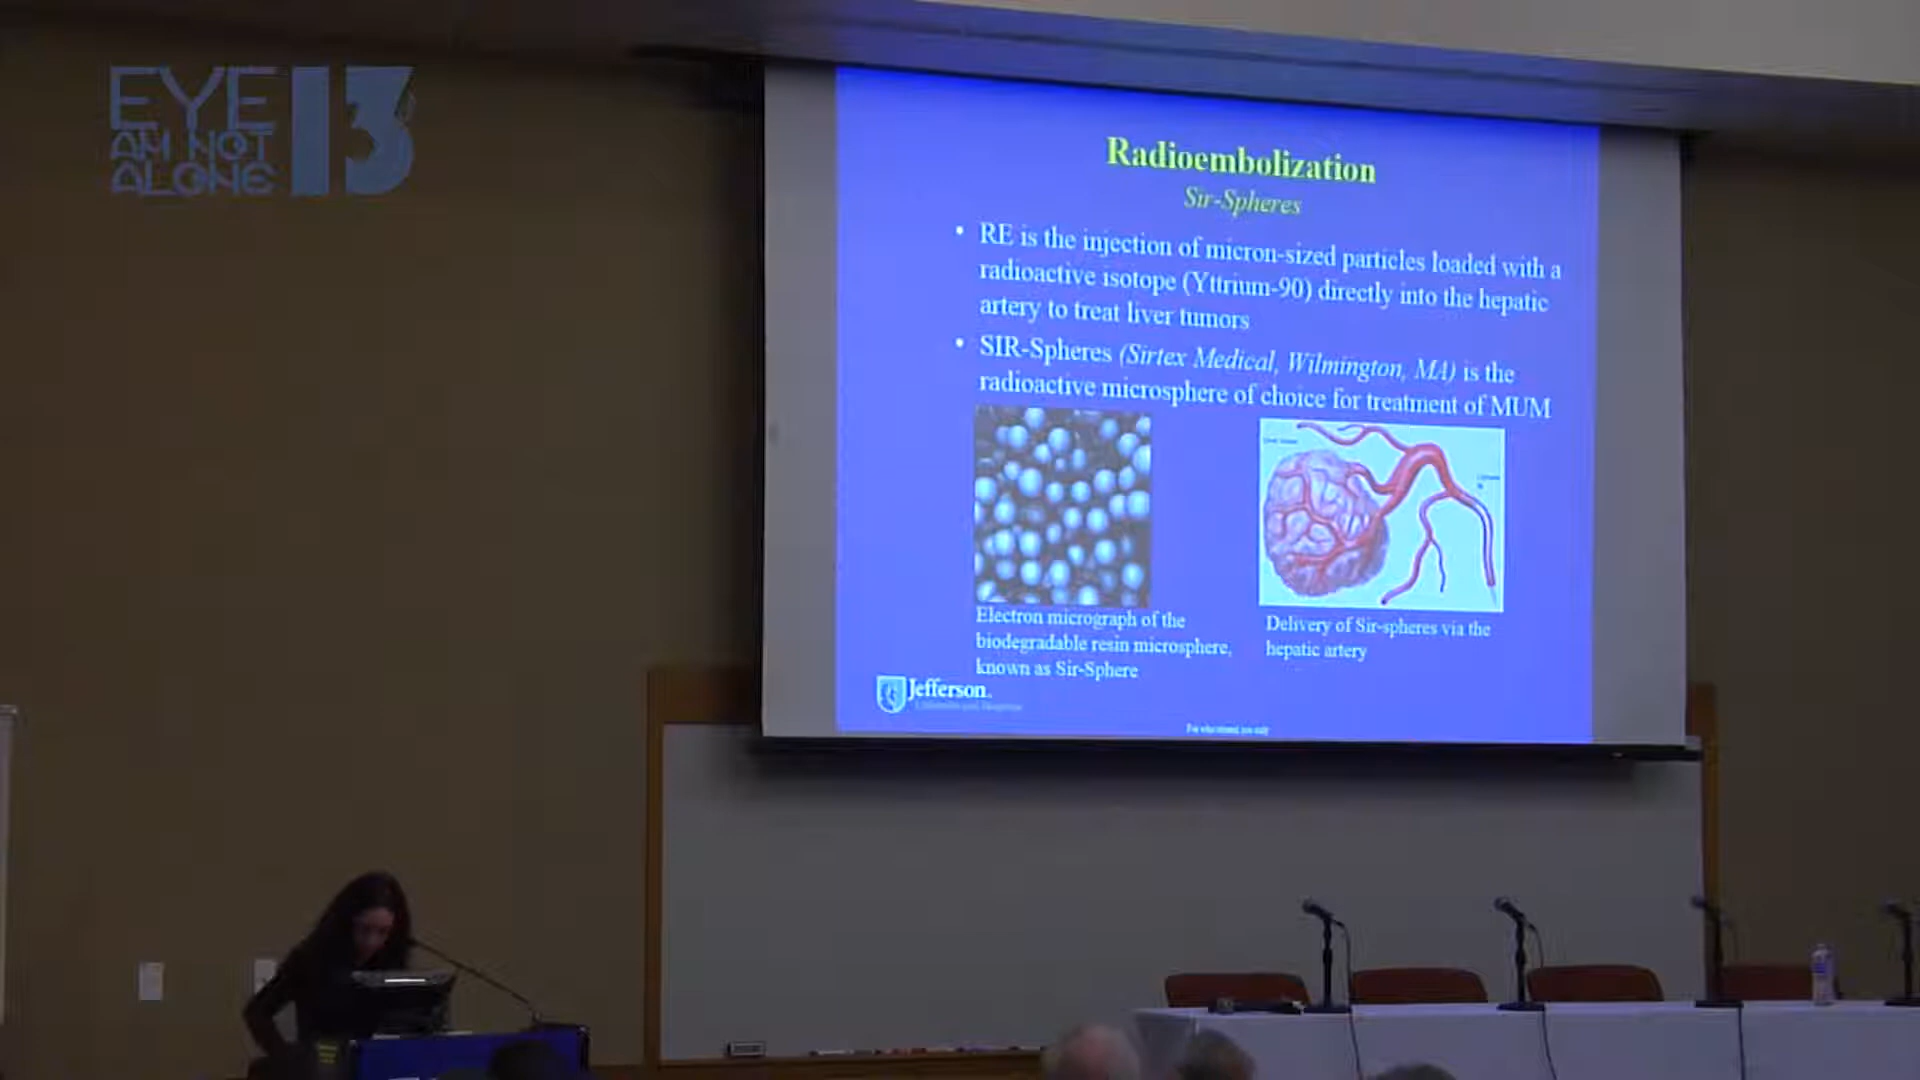 EYE
AM NOT
ALONE
13
Radioembolization
Sir-Spheres
• RE is the injection of micron-sized particles loaded with a
radioactive isotope (Yttrium-90) directly into the hepatic
artery to treat liver tumors
• SIR-Spheres (Sirtex Medical, Wilmington, MA) is the
radioactive microsphere of choice for treatment of MUM
Electron micrograph of the
biodegradable resin microsphere,
known as Sir-Sphere
Delivery of Sir-spheres via the
hepatic artery
Jefferson.